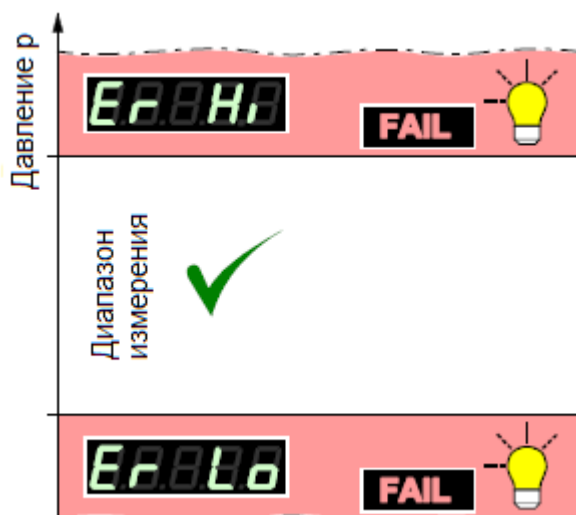 Давление p
Er Hi
FAIL
Диапазон
измерения
Er Lo
FAIL